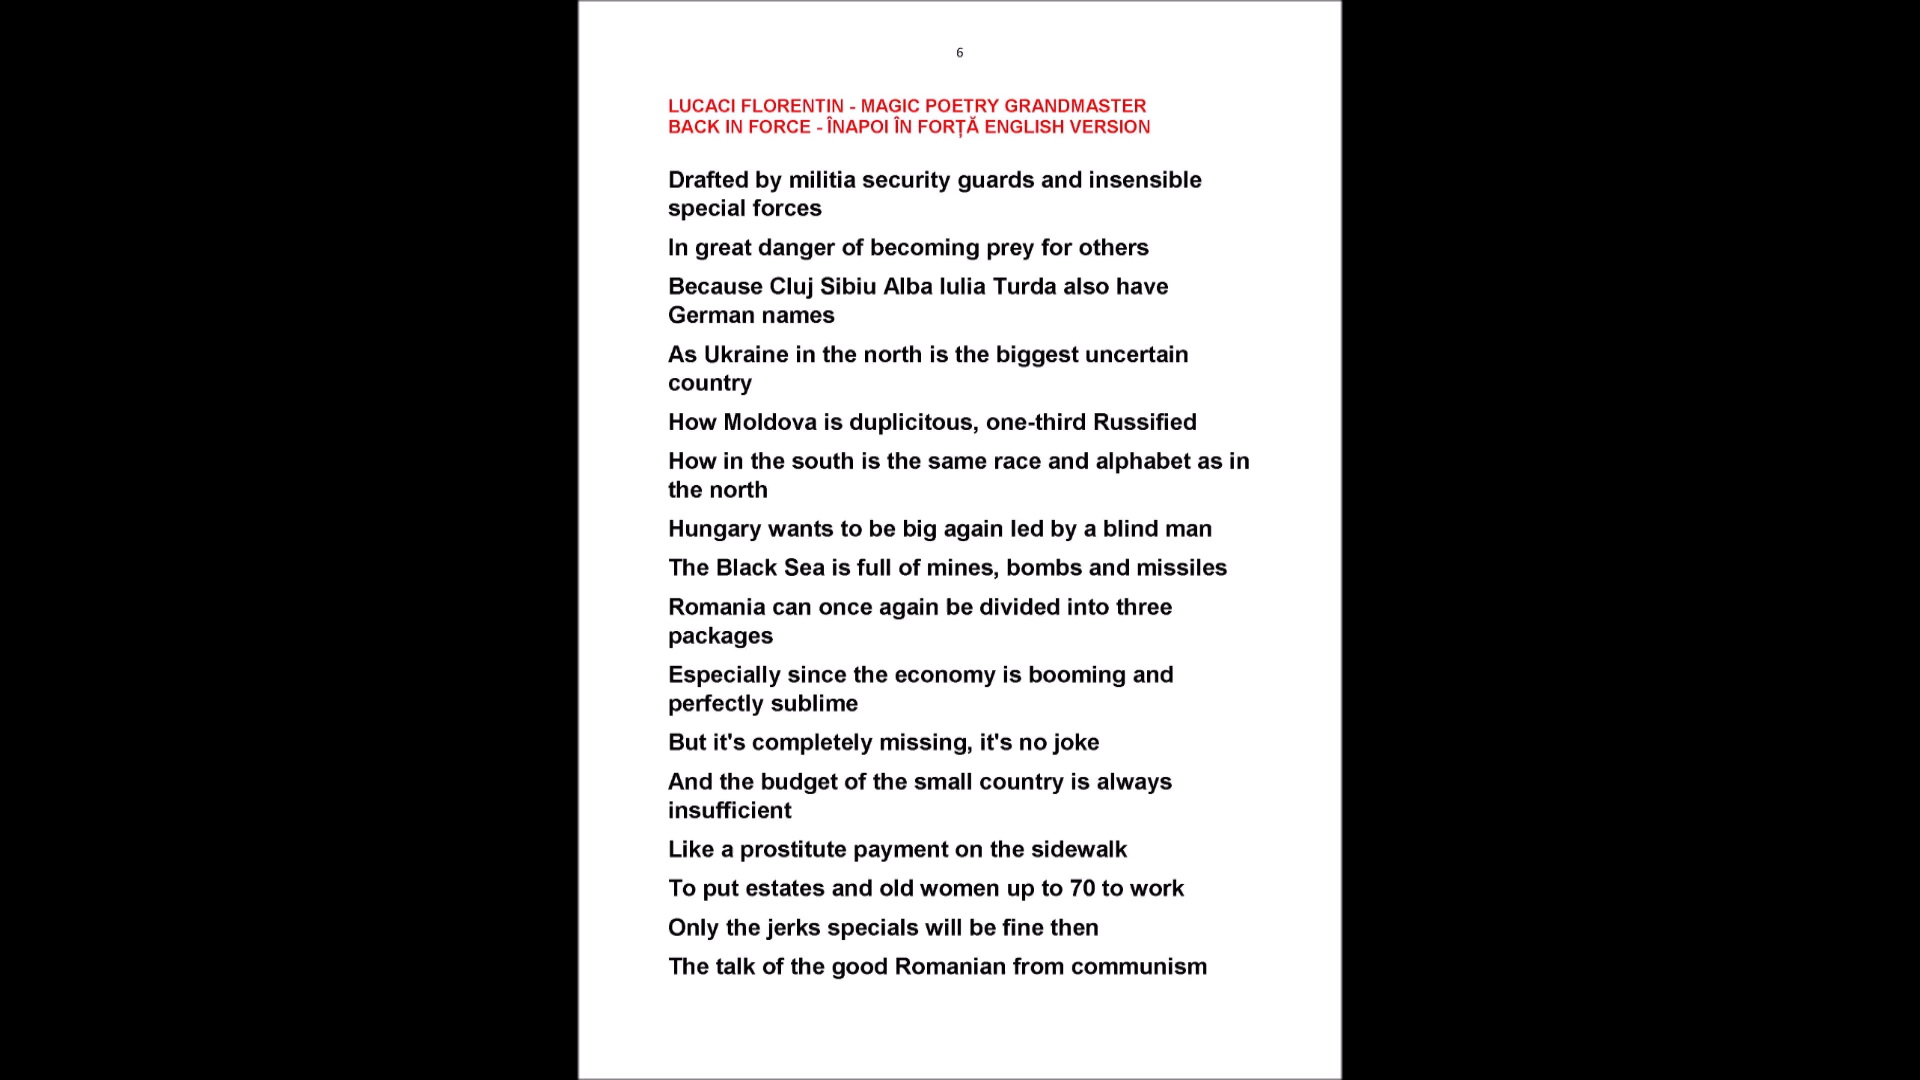 6
LUCACI FLORENTIN - MAGIC POETRY GRANDMASTER
BACK IN FORCE - ÎNAPOI ÎN FORȚĂ ENGLISH VERSION
Drafted by militia security guards and insensible
special forces
In great danger of becoming prey for others
Because Cluj Sibiu Alba Iulia Turda also have
German names
As Ukraine in the north is the biggest uncertain
country
How Moldova is duplicitous, one-third Russified
How in the south is the same race and alphabet as in
the north
Hungary wants to be big again led by a blind man
The Black Sea is full of mines, bombs and missiles
Romania can once again be divided into three
packages
Especially since the economy is booming and
perfectly sublime
But it's completely missing, it's no joke
And the budget of the small country is always
insufficient
Like a prostitute payment on the sidewalk
To put estates and old women up to 70 to work
Only the jerks specials will be fine then
The talk of the good Romanian from communism